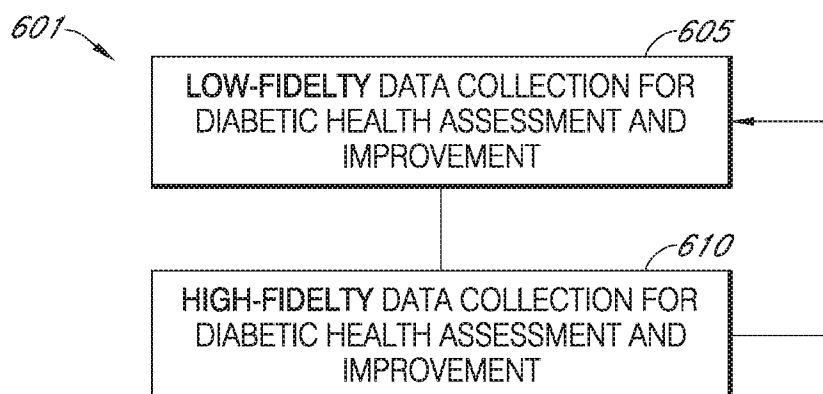 601
605
LOW-FIDELTY DATA COLLECTION FOR
DIABETIC HEALTH ASSESSMENT AND
IMPROVEMENT
610
HIGH-FIDELTY DATA COLLECTION FOR
DIABETIC HEALTH ASSESSMENT AND
IMPROVEMENT